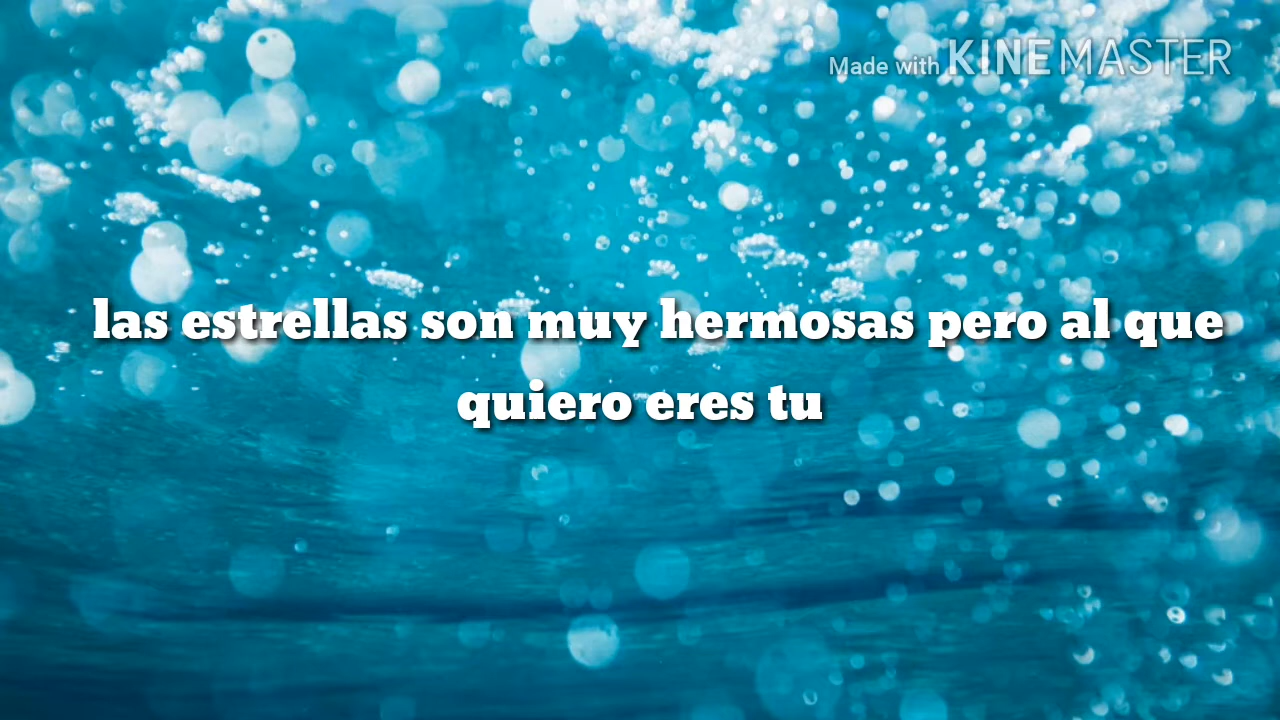 Made with KINEMASTER
las estrellas son muy hermosas pero al que
quiero eres tu